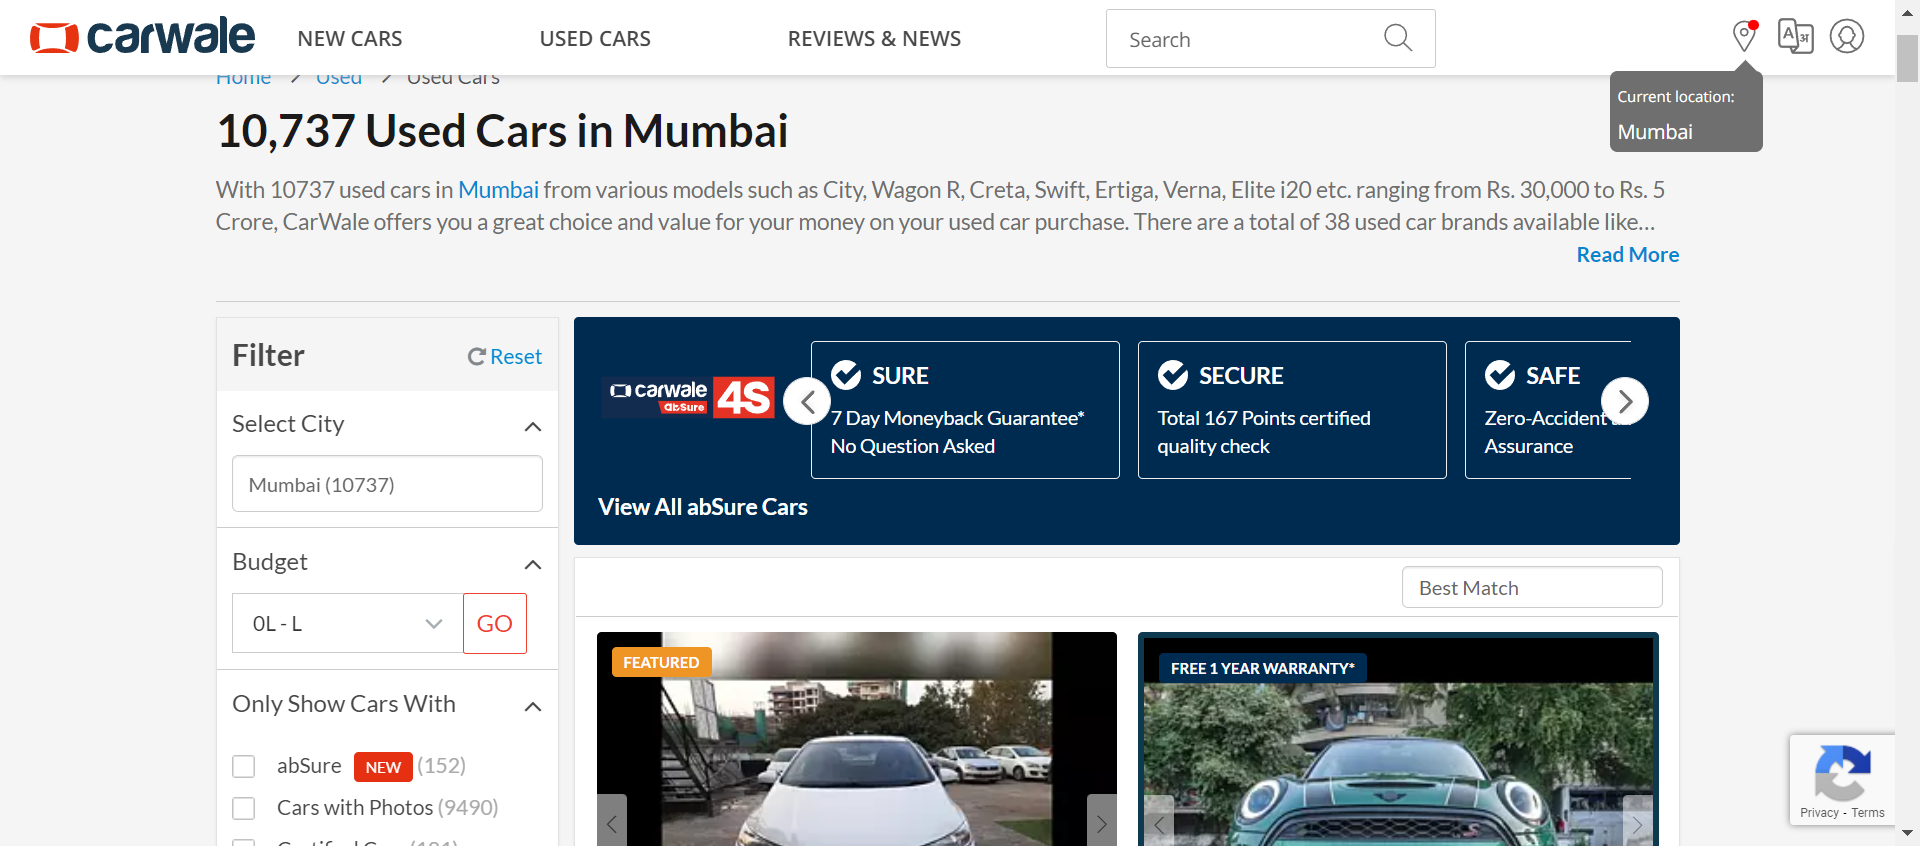 carwale NEW CARS USED CARS REVIEWS & NEWS Search
Home Used Used Cars
Current location:
Mumbai
10,737 Used Cars in Mumbai
With 10737 used cars in Mumbai from various models such as City, Wagon R, Creta, Swift, Ertiga, Verna, Elite i20 etc. ranging from Rs. 30,000 to Rs. 5
Crore, CarWale offers you a great choice and value for your money on your used car purchase. There are a total of 38 used car brands available like...
Read More
Filter
Reset
Select City
Mumbai (10737)
Budget
0L - L
GO
Only Show Cars With
abSure NEW (152)
Cars with Photos (9490)
carwale
abSure
4S
SURE
7 Day Moneyback Guarantee*
No Question Asked
SECURE
Total 167 Points certified
quality check
SAFE
Zero-Accident
Assurance
View All abSure Cars
Best Match
FEATURED
FREE 1 YEAR WARRANTY*
Privacy - Terms